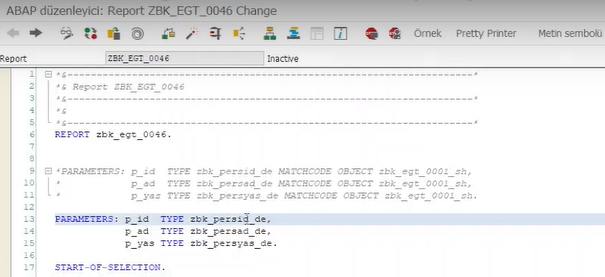 ABAP düzenleyici: Report ZBK_EGT_0046 Change
Örnek Pretty Printer Metin sembolü
Report ZBK_EGT_0046 Inactive
1 *&---------------------------------------------------------------------*
2 *& Report ZBK_EGT_0046
3 *&---------------------------------------------------------------------*
4 *&
5 *&---------------------------------------------------------------------*
6 REPORT zbk_egt_0046.
7
8
9 *PARAMETERS: p_id TYPE zbk_persid_de MATCHCODE OBJECT zbk_egt_0001_sh,
10 * p_ad TYPE zbk_persad_de MATCHCODE OBJECT zbk_egt_0001_sh,
11 * p_yas TYPE zbk_persyas_de MATCHCODE OBJECT zbk_egt_0001_sh.
12
13 PARAMETERS: p_id TYPE zbk_persid_de,
14 p_ad TYPE zbk_persad_de,
15 p_yas TYPE zbk_persyas_de.
16
17 START-OF-SELECTION.